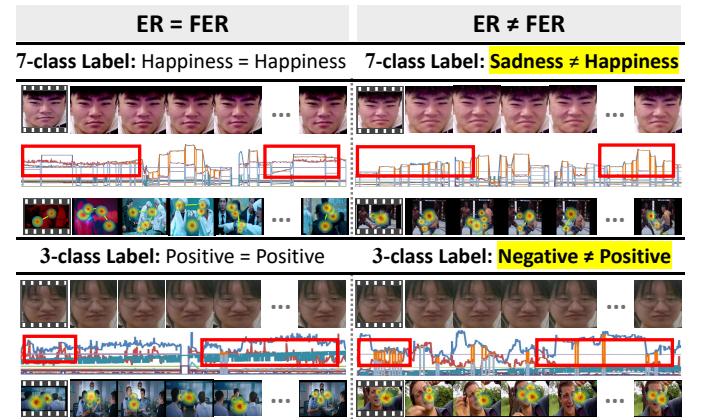 ER = FER
ER ≠ FER
7-class Label: Happiness = Happiness
7-class Label: Sadness ≠ Happiness
3-class Label: Positive = Positive
3-class Label: Negative ≠ Positive